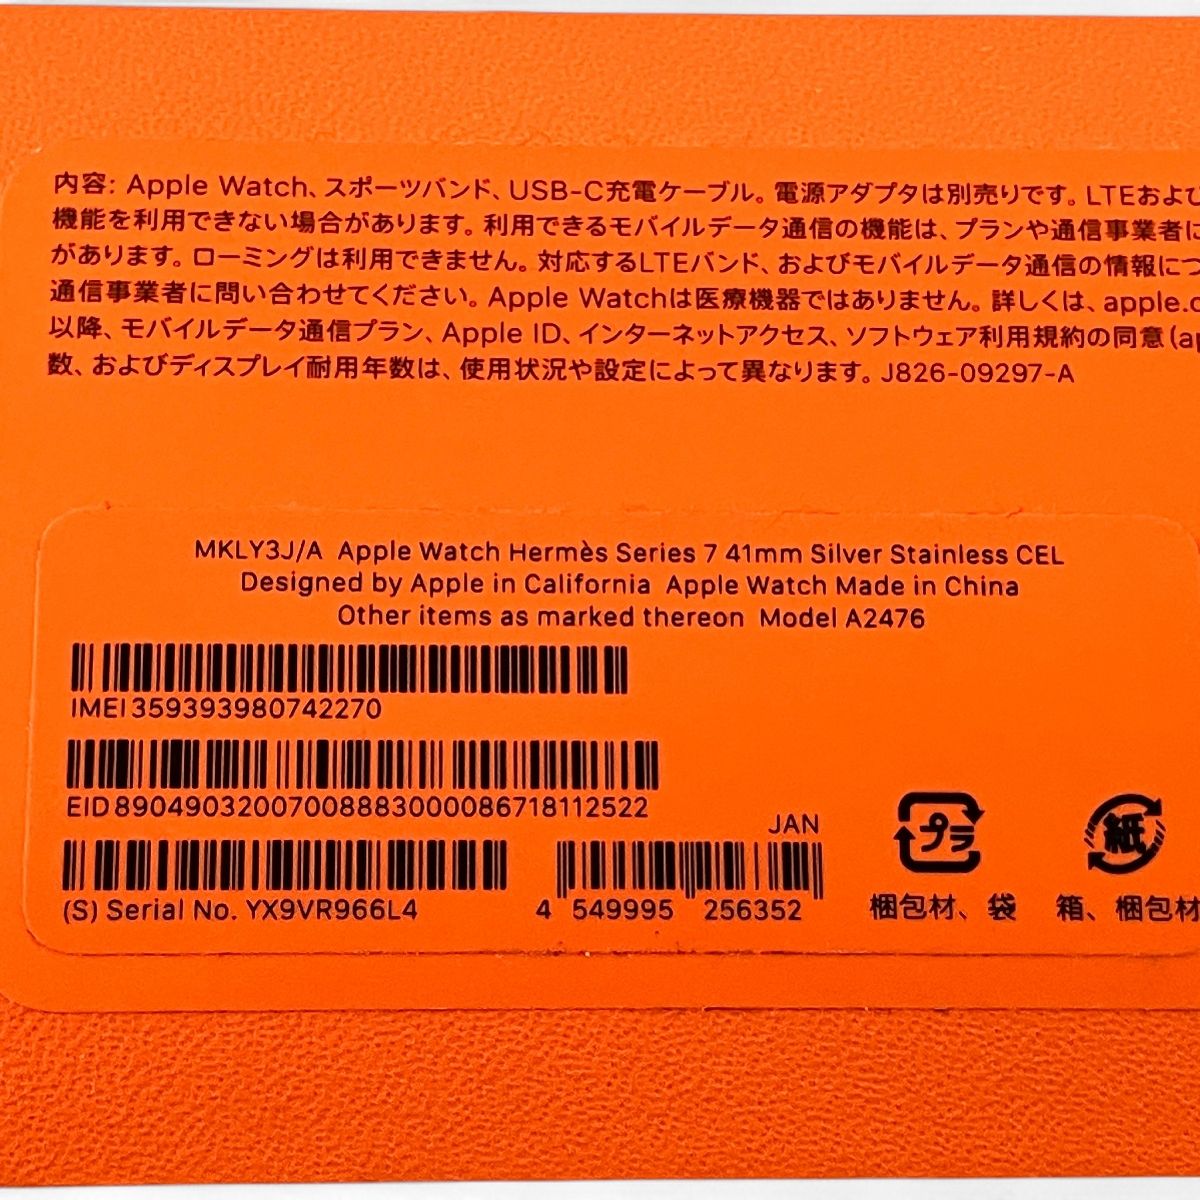 内容: Apple Watch、スポーツバンド、USB-C充電ケーブル。電源アダプタは別売りです。LTEおよび
機能を利用できない場合があります。利用できるモバイルデータ通信の機能は、プランや通信事業者に
があります。ローミングは利用できません。対応するLTEバンド、およびモバイルデータ通信の情報につ
通信事業者に問い合わせてください。Apple Watchは医療機器ではありません。詳しくは、apple.c
以降、モバイルデータ通信プラン、Apple ID、インターネットアクセス、ソフトウェア利用規約の同意(ap
数、およびディスプレイ耐用年数は、使用状況や設定によって異なります。J826-09297-A
MKLY3J/A Apple Watch Hermès Series 7 41mm Silver Stainless CEL
Designed by Apple in California Apple Watch Made in China
Other items as marked thereon Model A2476
IMEI 359393980742270
EID 89049032007008883000086718112522
JAN
(S) Serial No. YX9VR966L4
4 549995 256352
プラ
梱包材、袋
紙
箱、梱包材